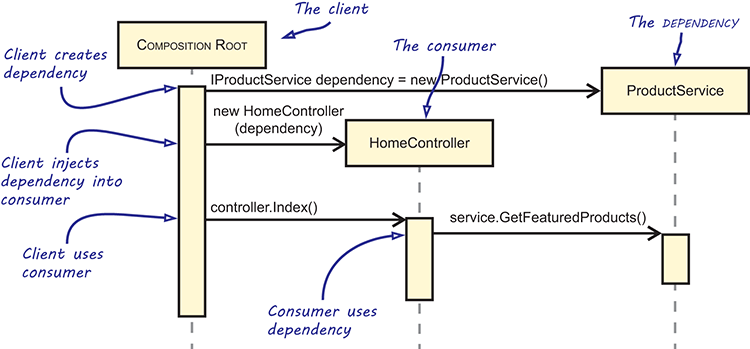 The client
The DEPENDENCY
COMPOSITION ROOT
The consumer
Client creates
dependency
IProductService dependency = new ProductService()
ProductService
new HomeController
(dependency)
HomeController
Client injects
dependency into
consumer
controller.Index()
service.GetFeaturedProducts()
Client uses
consumer
Consumer uses
dependency